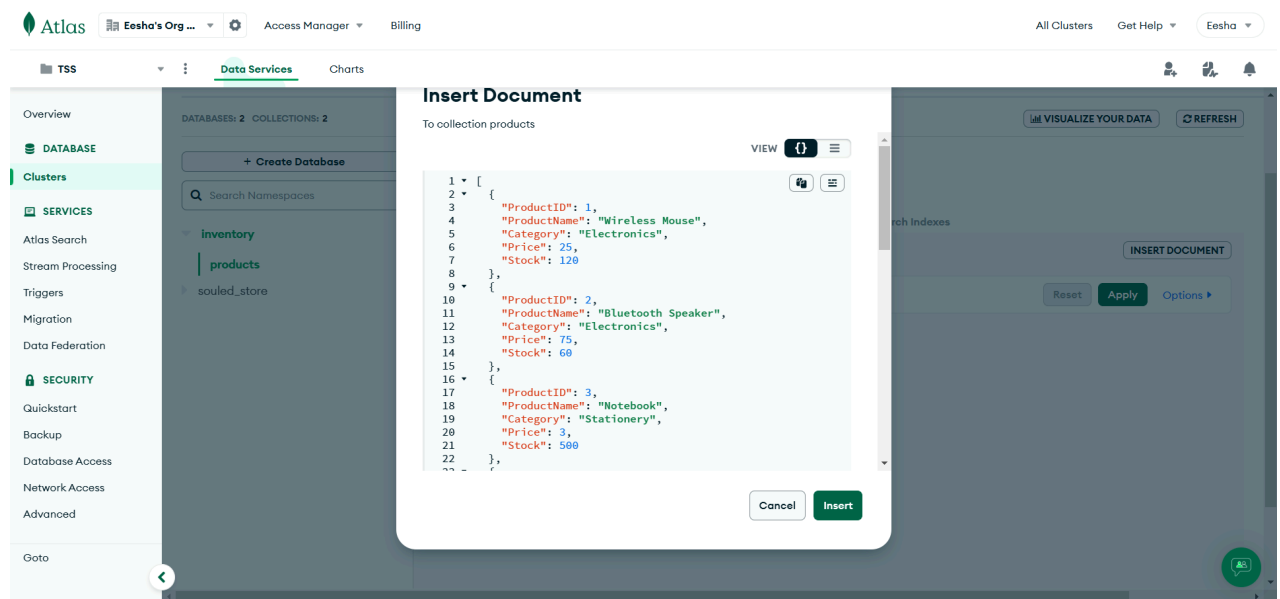 Atlas
Eesha's Org ...
Access Manager
Billing
All Clusters
Get Help
Eesha
TSS
Data Services
Charts
Overview
DATABASE
Clusters
SERVICES
Atlas Search
Stream Processing
Triggers
Migration
Data Federation
SECURITY
Quickstart
Backup
Database Access
Network Access
Advanced
Goto
DATABASES: 2 COLLECTIONS: 2
+ Create Database
Search Namespaces
inventory
products
souled_store
VISUALIZE YOUR DATA
REFRESH
rch Indexes
INSERT DOCUMENT
Reset
Apply
Options
Insert Document
To collection products
VIEW {}
1 [
2 {
3 "ProductID": 1,
4 "ProductName": "Wireless Mouse",
5 "Category": "Electronics",
6 "Price": 25,
7 "Stock": 120
8 },
9 {
10 "ProductID": 2,
11 "ProductName": "Bluetooth Speaker",
12 "Category": "Electronics",
13 "Price": 75,
14 "Stock": 60
15 },
16 {
17 "ProductID": 3,
18 "ProductName": "Notebook",
19 "Category": "Stationery",
20 "Price": 3,
21 "Stock": 500
22 },
Cancel
Insert